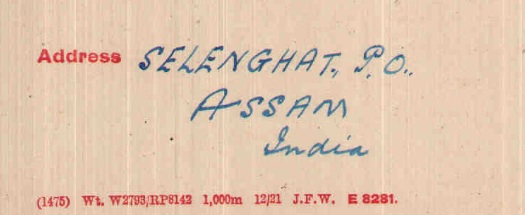 Address SELENGHAT, P.O.,
ASSAM
India
(1475) Wt. W2793/RP8142 1,000m 12/21 J.F.W. E 8281.